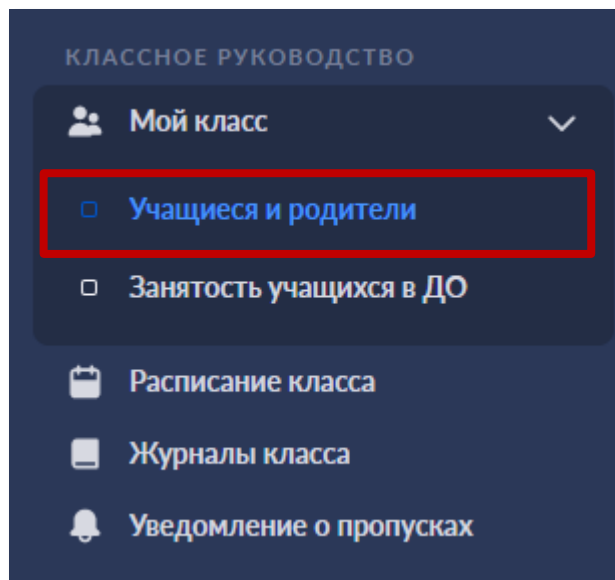 КЛАССНОЕ РУКОВОДСТВО
Мой класс
Учащиеся и родители
Занятость учащихся в ДО
Расписание класса
Журналы класса
Уведомление о пропусках